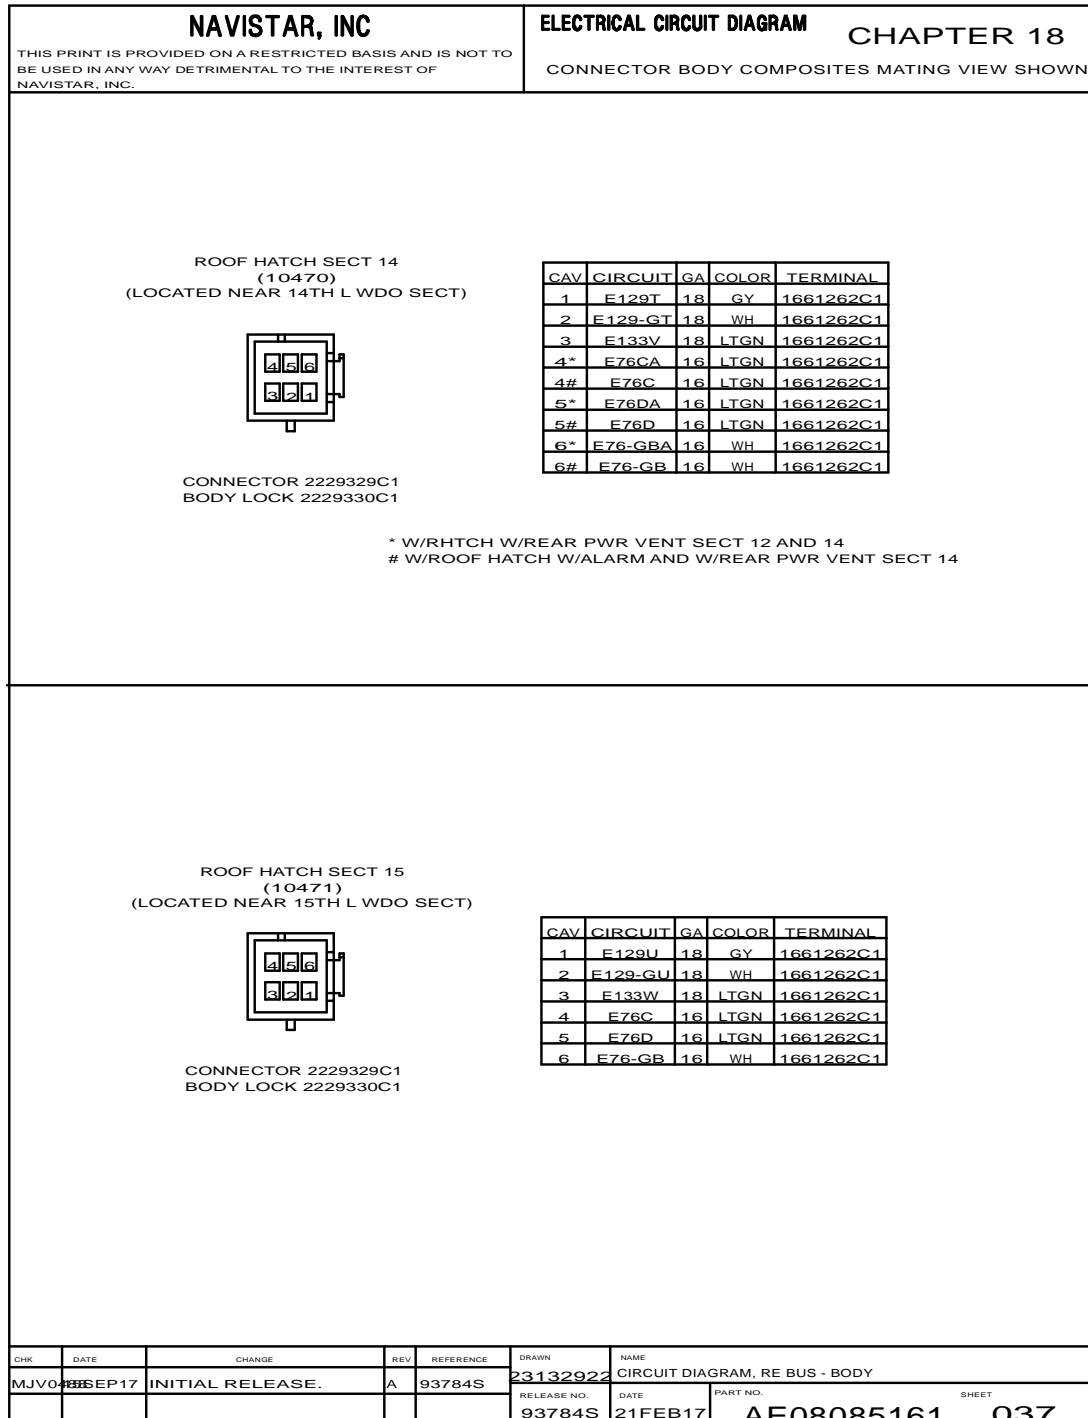 NAVISTAR, INC
THIS PRINT IS PROVIDED ON A RESTRICTED BASIS AND IS NOT TO
BE USED IN ANY WAY DETRIMENTAL TO THE INTEREST OF
NAVISTAR, INC.
ELECTRICAL CIRCUIT DIAGRAM
CHAPTER 18
CONNECTOR BODY COMPOSITES MATING VIEW SHOWN
ROOF HATCH SECT 14
(10470)
(LOCATED NEAR 14TH L WDO SECT)
4 5 6
3 2 1
CONNECTOR 2229329C1
BODY LOCK 2229330C1
CAV CIRCUIT GA COLOR TERMINAL
1 E129T 18 GY 1661262C1
2 E129-GT 18 WH 1661262C1
3 E133V 18 LTGN 1661262C1
4* E76CA 16 LTGN 1661262C1
4# E76C 16 LTGN 1661262C1
5* E76DA 16 LTGN 1661262C1
5# E76D 16 LTGN 1661262C1
6* E76-GBA 16 WH 1661262C1
6# E76-GB 16 WH 1661262C1
* W/RHTCH W/REAR PWR VENT SECT 12 AND 14
# W/ROOF HATCH W/ALARM AND W/REAR PWR VENT SECT 14
ROOF HATCH SECT 15
(10471)
(LOCATED NEAR 15TH L WDO SECT)
4 5 6
3 2 1
CONNECTOR 2229329C1
BODY LOCK 2229330C1
CAV CIRCUIT GA COLOR TERMINAL
1 E129U 18 GY 1661262C1
2 E129-GU 18 WH 1661262C1
3 E133W 18 LTGN 1661262C1
4 E76C 16 LTGN 1661262C1
5 E76D 16 LTGN 1661262C1
6 E76-GB 16 WH 1661262C1
CHK DATE CHANGE REV REFERENCE
INITIAL RELEASE. A 93784S
DRAWN
23132922
NAME
CIRCUIT DIAGRAM, RE BUS - BODY
RELEASE NO.
93784S
DATE
21FEB17
PART NO.
AE08085161
SHEET
037